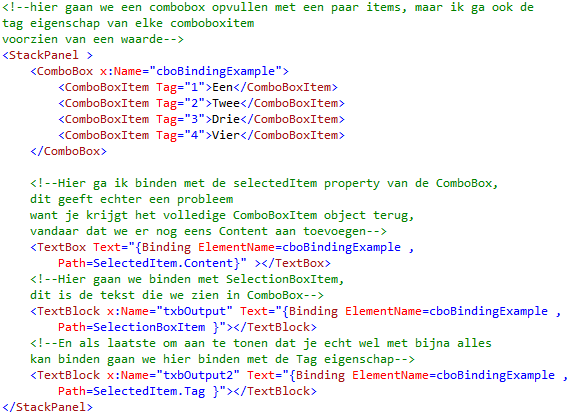 <!--hier gaan we een combobox opvullen met een paar items, maar ik ga ook de
tag eigenschap van elke comboboxitem
voorzien van een waarde-->
<StackPanel >
    <ComboBox x:Name="cboBindingExample">
        <ComboBoxItem Tag="1">Een</ComboBoxItem>
        <ComboBoxItem Tag="2">Twee</ComboBoxItem>
        <ComboBoxItem Tag="3">Drie</ComboBoxItem>
        <ComboBoxItem Tag="4">Vier</ComboBoxItem>
    </ComboBox>

    <!--Hier ga ik binden met de selectedItem property van de ComboBox,
    dit geeft echter een probleem
    want je krijgt het volledige ComboBoxItem object terug,
    vandaar dat we er nog eens Content aan toevoegen-->
    <TextBox Text="{Binding ElementName=cboBindingExample ,
        Path=SelectedItem.Content}" ></TextBox>
    <!--Hier gaan we binden met SelectionBoxItem,
    dit is de tekst die we zien in ComboBox-->
    <TextBlock x:Name="txbOutput" Text="{Binding ElementName=cboBindingExample ,
        Path=SelectionBoxItem }"></TextBlock>
    <!--En als laatste om aan te tonen dat je echt wel met bijna alles
    kan binden gaan we hier binden met de Tag eigenschap-->
    <TextBlock x:Name="txbOutput2" Text="{Binding ElementName=cboBindingExample ,
        Path=SelectedItem.Tag }"></TextBlock>
</StackPanel>